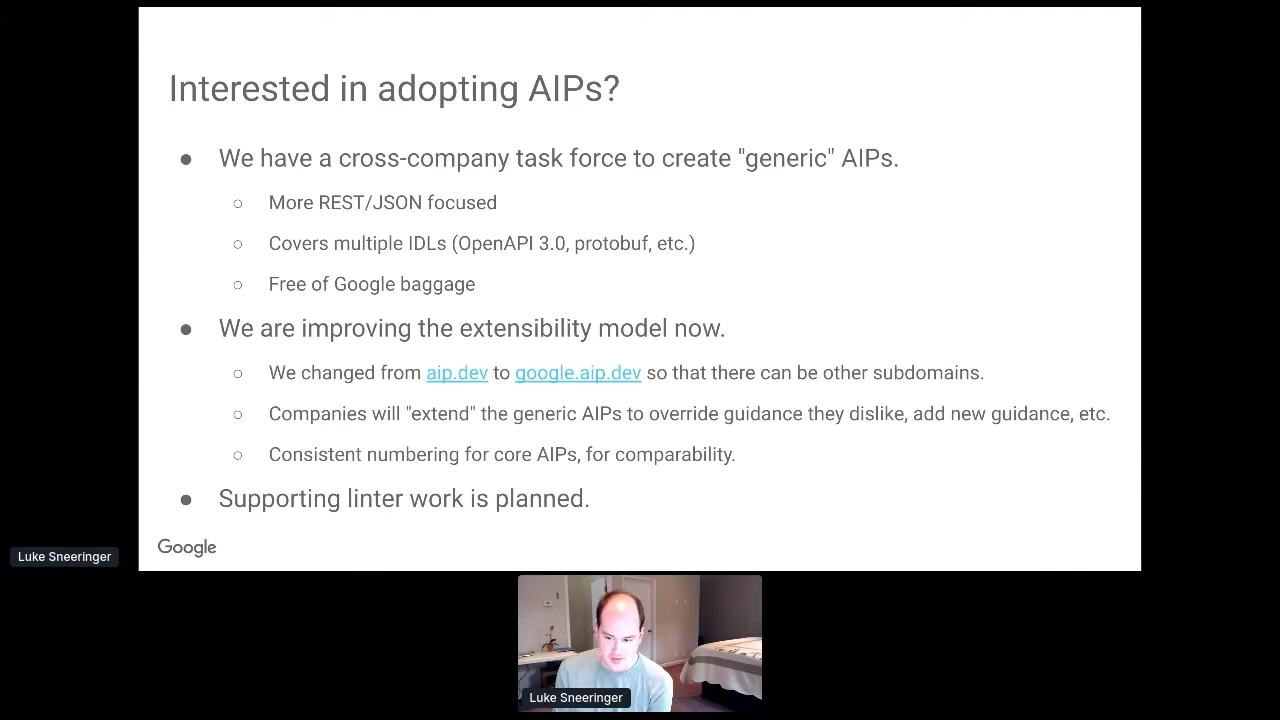 Interested in adopting AIPs?
● We have a cross-company task force to create "generic" AIPs.
○ More REST/JSON focused
○ Covers multiple IDLs (OpenAPI 3.0, protobuf, etc.)
○ Free of Google baggage
● We are improving the extensibility model now.
○ We changed from aip.dev to google.aip.dev so that there can be other subdomains.
○ Companies will "extend" the generic AIPs to override guidance they dislike, add new guidance, etc.
○ Consistent numbering for core AIPs, for comparability.
● Supporting linter work is planned.
Google
Luke Sneeringer
Luke Sneeringer